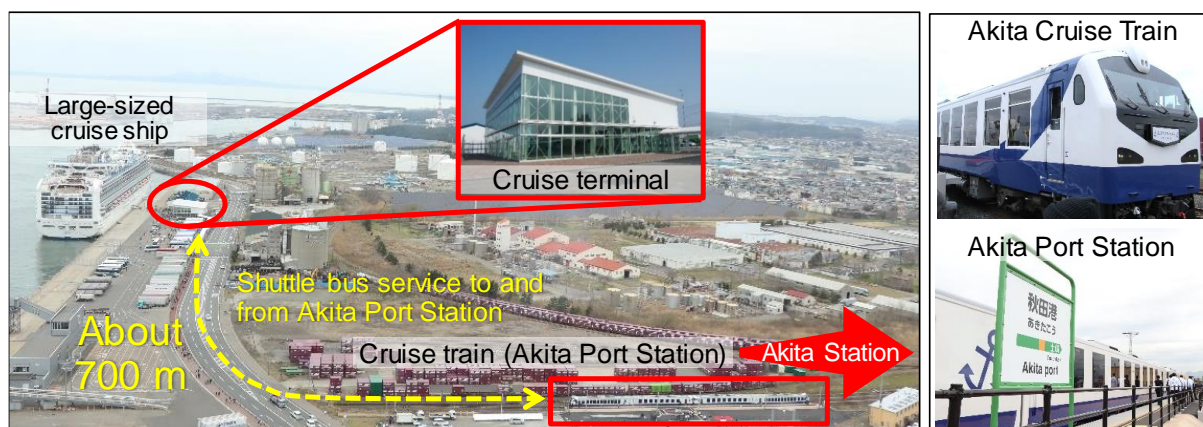 Large-sized
cruise ship
Cruise terminal
Shuttle bus service to and
from Akita Port Station
About
700 m
Cruise train (Akita Port Station)
Akita Station
Akita Cruise Train
Akita Port Station
秋田港
あきたこう
土崎
Akita port